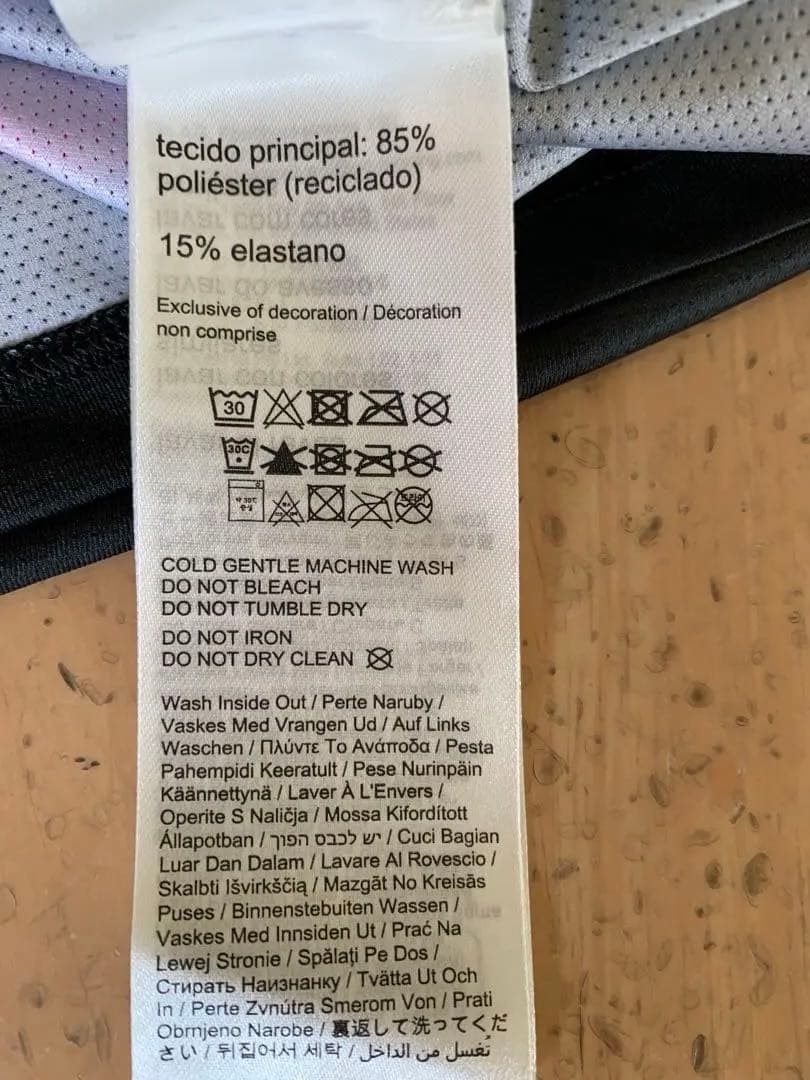 tecido principal: 85%
poliéster (reciclado)
15% elastano
Exclusive of decoration / Décoration
non comprise
30
30C
COLD GENTLE MACHINE WASH
DO NOT BLEACH
DO NOT TUMBLE DRY
DO NOT IRON
DO NOT DRY CLEAN
Wash Inside Out / Perte Naruby /
Vaskes Med Vrangen Ud / Auf Links
Waschen / Πλύντε Το Ανάποδα / Pesta
Pahempidi Keeratult / Pese Nurinpäin
Käännettynä / Laver À L'Envers /
Operite S Naličja / Mossa Kifordított
Állapotban / יש לכבס הפוך / Cuci Bagian
Luar Dan Dalam / Lavare Al Rovescio /
Skalbti Išvirkščią / Mazgāt No Kreisās
Puses / Binnenstebuiten Wassen /
Vaskes Med Innsiden Ut / Prać Na
Lewej Stronie / Spălați Pe Dos /
Стирать Наизнанку / Tvätta Ut Och
In / Perte Zvnútra Smerom Von / Prati
Obrnjeno Narobe / 裏返して洗ってくだ
さい / 뒤집어서 세탁 / تُغسل من الداخل